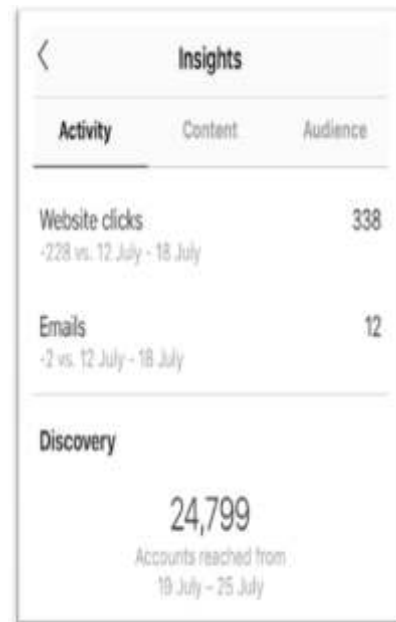 Insights
Activity Content Audience
Website clicks 338
-228 vs. 12 July - 18 July
Emails 12
-2 vs. 12 July - 18 July
Discovery
24,799
Accounts reached from
19 July - 25 July